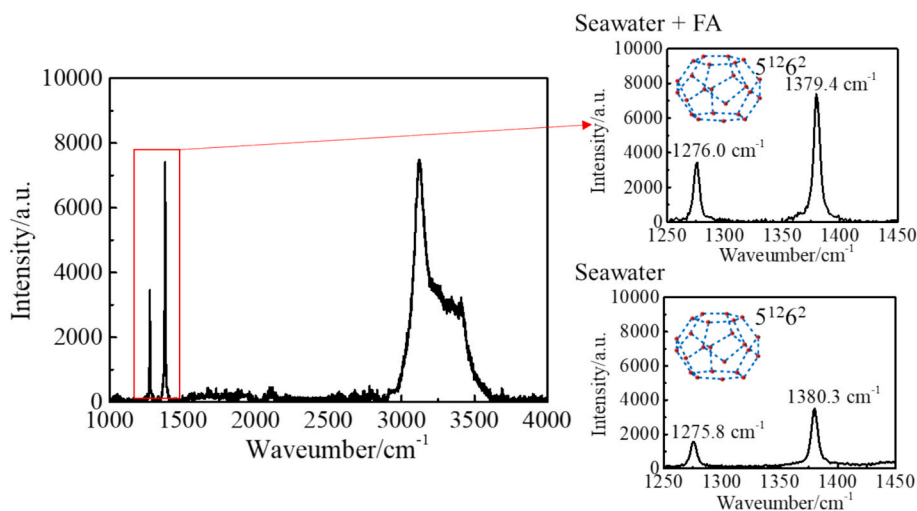 Seawater + FA
10000
8000
6000
4000
2000
0
Intensity/a.u.
1000 1500 2000 2500 3000 3500 4000
Waveumber/cm⁻¹
10000
8000
6000
4000
2000
0
Intensity/a.u.
5¹²6²
1379.4 cm⁻¹
1276.0 cm⁻¹
1250 1300 1350 1400 1450
Waveumber/cm⁻¹
Seawater
10000
8000
6000
4000
2000
0
Intensity/a.u.
5¹²6²
1380.3 cm⁻¹
1275.8 cm⁻¹
1250 1300 1350 1400 1450
Waveumber/cm⁻¹